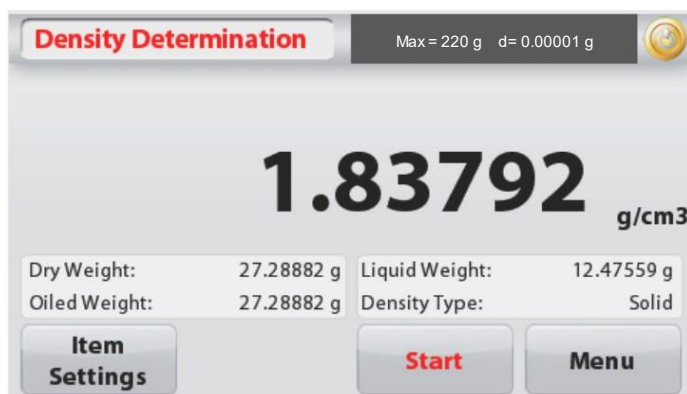 Density Determination
Max = 220 g d= 0.00001 g
1.83792 g/cm3
Dry Weight: 27.28882 g Liquid Weight: 12.47559 g
Oiled Weight: 27.28882 g Density Type: Solid
Item Settings
Start
Menu